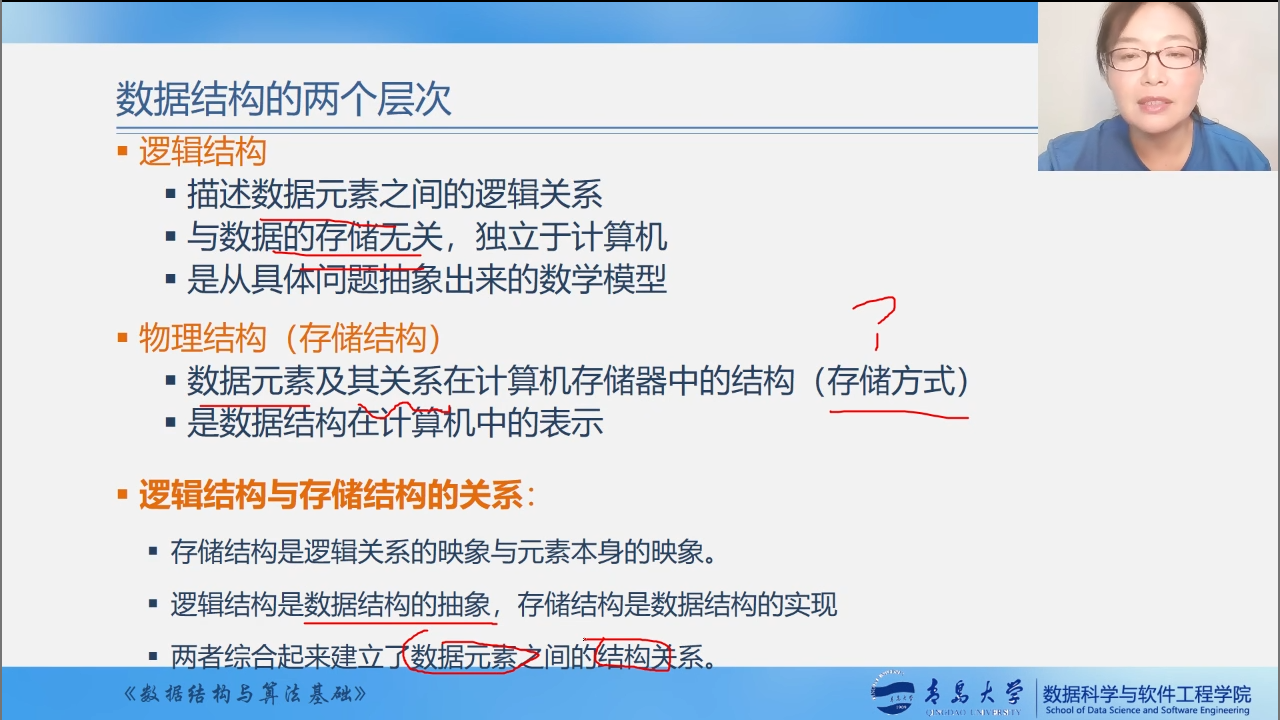 数据结构的两个层次
逻辑结构
描述数据元素之间的逻辑关系
与数据的存储无关，独立于计算机
是从具体问题抽象出来的数学模型
?
物理结构（存储结构）
数据元素及其关系在计算机存储器中的结构（存储方式）
是数据结构在计算机中的表示
逻辑结构与存储结构的关系：
存储结构是逻辑关系的映象与元素本身的映象。
逻辑结构是数据结构的抽象，存储结构是数据结构的实现
两者综合起来建立了数据元素之间的结构关系。
《数据结构与算法基础》
青岛大学
QINGDAO UNIVERSITY
数据科学与软件工程学院
School of Data Science and Software Engineering